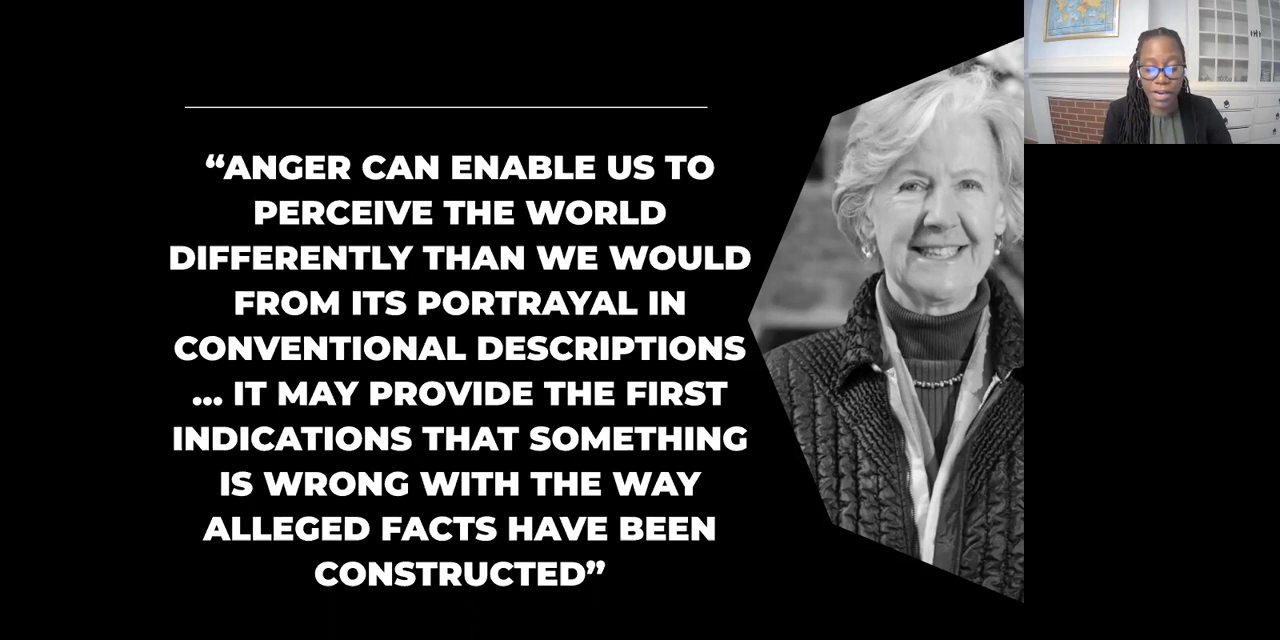 “ANGER CAN ENABLE US TO
PERCEIVE THE WORLD
DIFFERENTLY THAN WE WOULD
FROM ITS PORTRAYAL IN
CONVENTIONAL DESCRIPTIONS
... IT MAY PROVIDE THE FIRST
INDICATIONS THAT SOMETHING
IS WRONG WITH THE WAY
ALLEGED FACTS HAVE BEEN
CONSTRUCTED”